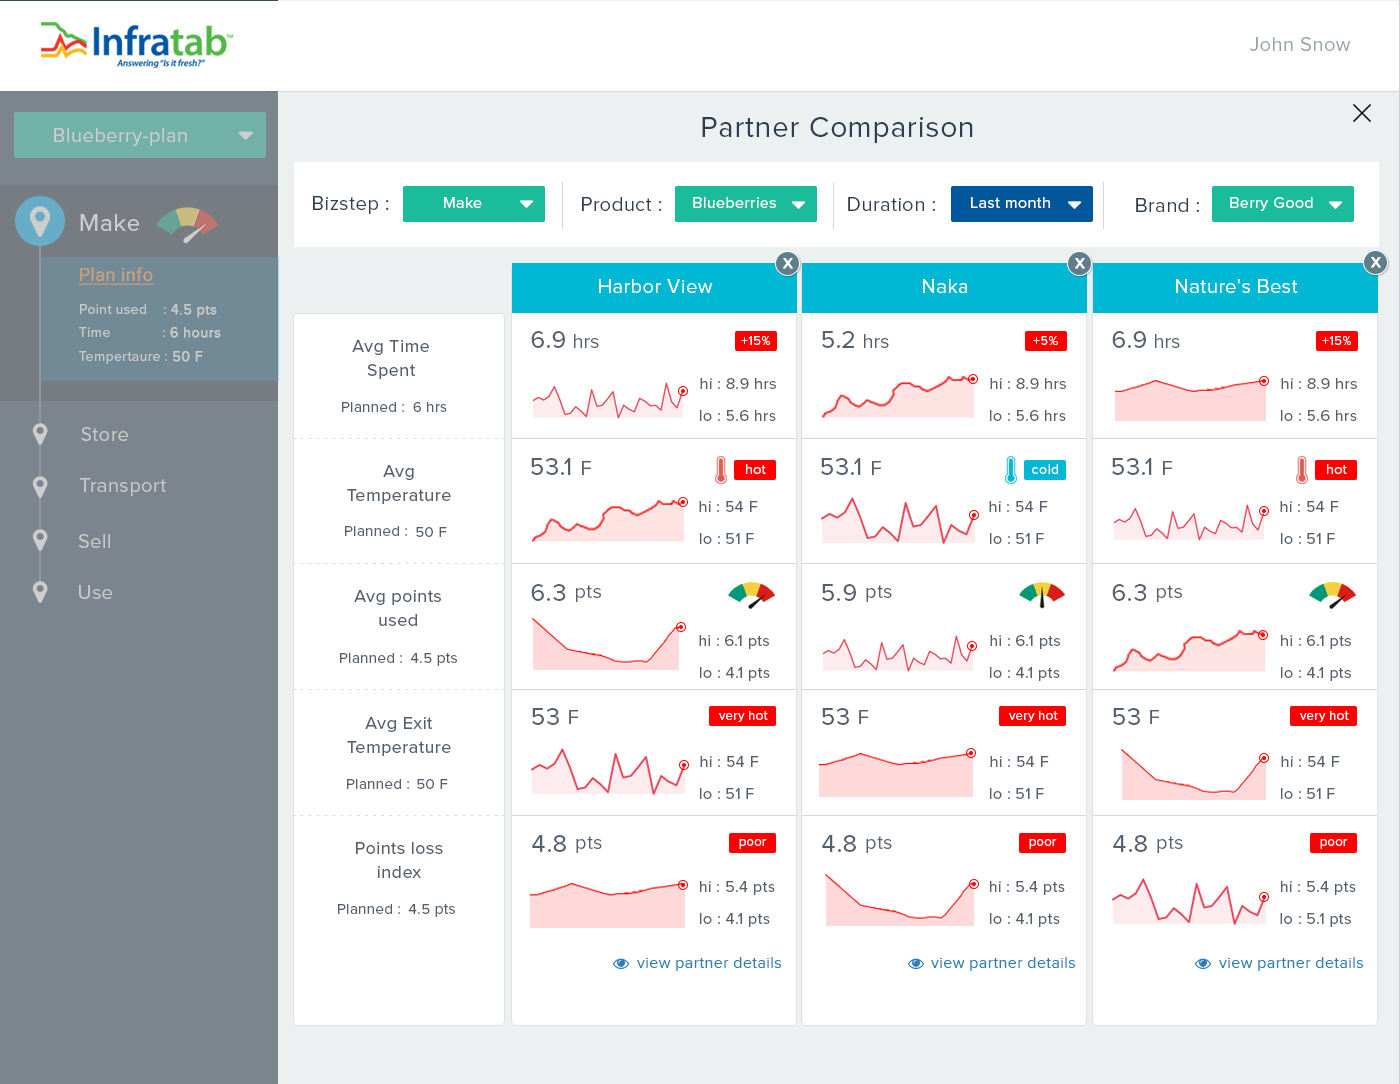 Infratab™
Answering "Is it fresh?"
John Snow
Blueberry-plan
Make
Plan info
Point used : 4.5 pts
Time : 6 hours
Tempertaure : 50 F
Store
Transport
Sell
Use
Partner Comparison
Bizstep : Make
Product : Blueberries
Duration : Last month
Brand : Berry Good
Harbor View X
Naka X
Nature's Best X
Avg Time
Spent
Planned : 6 hrs
6.9 hrs +15%
hi : 8.9 hrs
lo : 5.6 hrs
5.2 hrs +5%
hi : 8.9 hrs
lo : 5.6 hrs
6.9 hrs +15%
hi : 8.9 hrs
lo : 5.6 hrs
Avg
Temperature
Planned : 50 F
53.1 F hot
hi : 54 F
lo : 51 F
53.1 F cold
hi : 54 F
lo : 51 F
53.1 F hot
hi : 54 F
lo : 51 F
Avg points
used
Planned : 4.5 pts
6.3 pts
hi : 6.1 pts
lo : 4.1 pts
5.9 pts
hi : 6.1 pts
lo : 4.1 pts
6.3 pts
hi : 6.1 pts
lo : 4.1 pts
Avg Exit
Temperature
Planned : 50 F
53 F very hot
hi : 54 F
lo : 51 F
53 F very hot
hi : 54 F
lo : 51 F
53 F very hot
hi : 54 F
lo : 51 F
Points loss
index
Planned : 4.5 pts
4.8 pts poor
hi : 5.4 pts
lo : 4.1 pts
4.8 pts poor
hi : 5.4 pts
lo : 4.1 pts
4.8 pts poor
hi : 5.4 pts
lo : 5.1 pts
view partner details
view partner details
view partner details